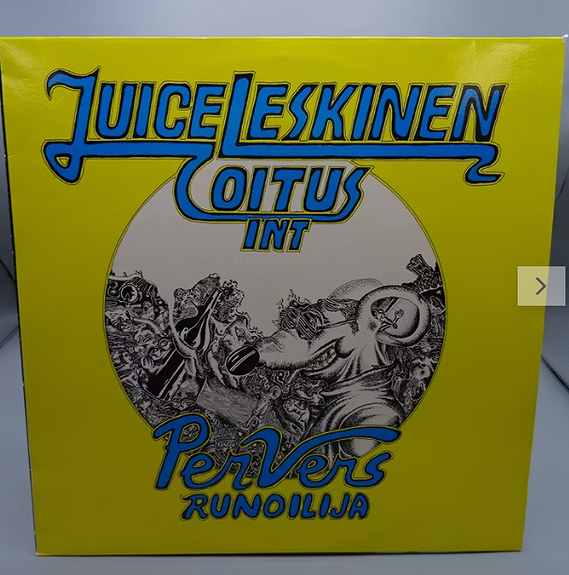 JUICE LESKINEN
COITUS
INT
PerVers
RUNOILIJA